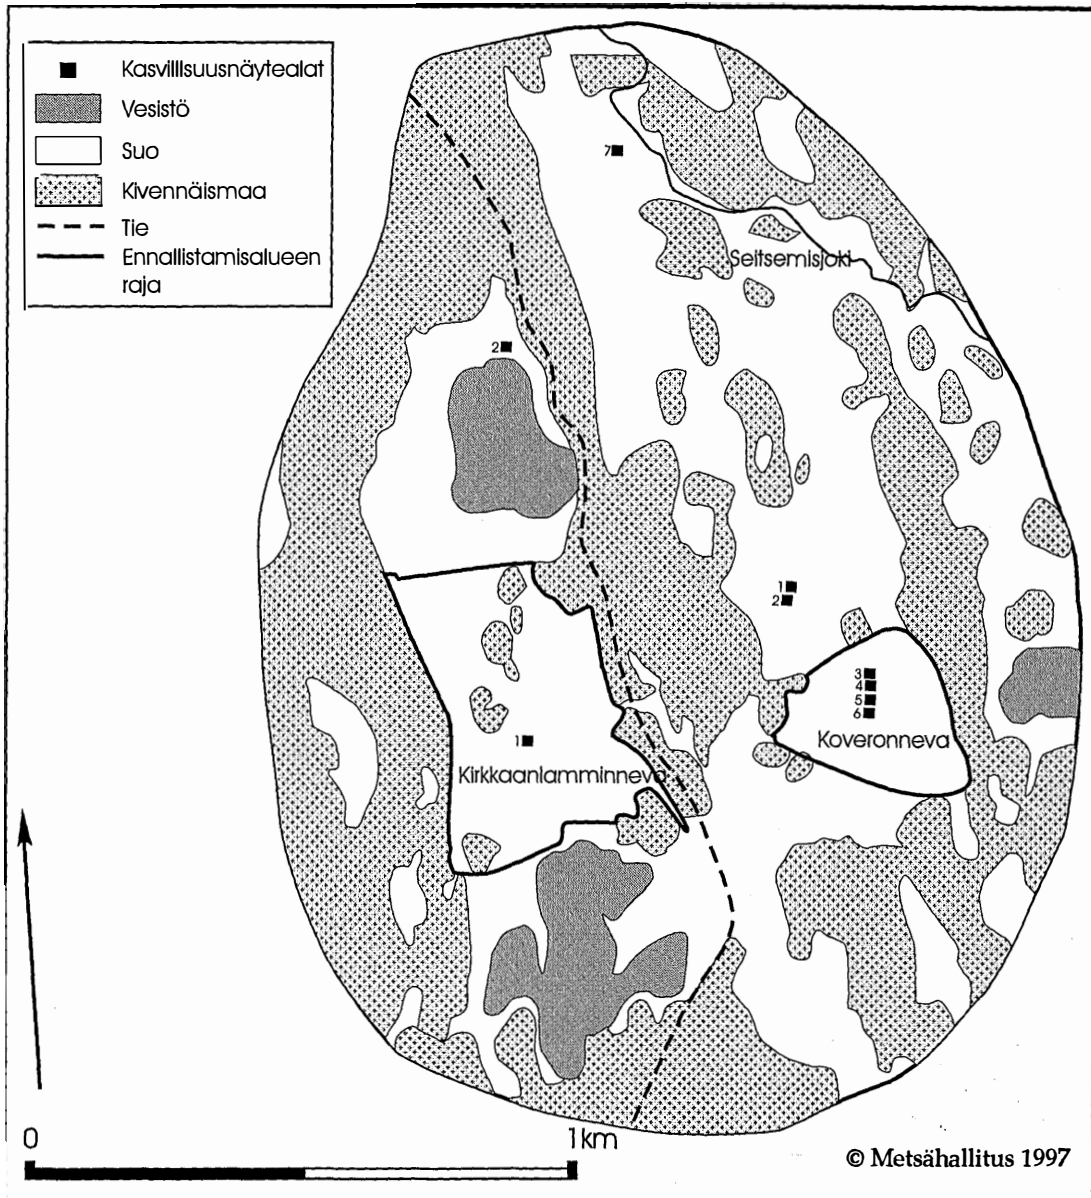 Kasvillisuusnäytealat
Vesistö
Suo
Kivennäismaa
Tie
Ennallistamisalueen
raja
7
Seitsemisjoki
2
1
2
3
4
5
6
Koveronneva
1
Kirkkaanlamminneva
0 1km
© Metsähallitus 1997